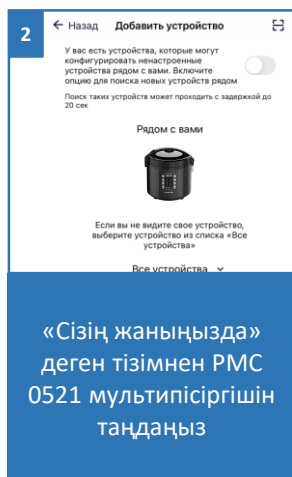 2
← Назад Добавить устройство
У вас есть устройства, которые могут
конфигурировать ненастроенные
устройства рядом с вами. Включите
опцию для поиска новых устройств рядом
Поиск таких устройств может проходить с задержкой до
20 сек
Рядом с вами
Если вы не видите свое устройство,
выберите устройство из списка «Все
устройства»
Все устройства
«Сізің жаныңызда»
деген тізімнен РМС
0521 мультипісіргішін
таңдаңыз